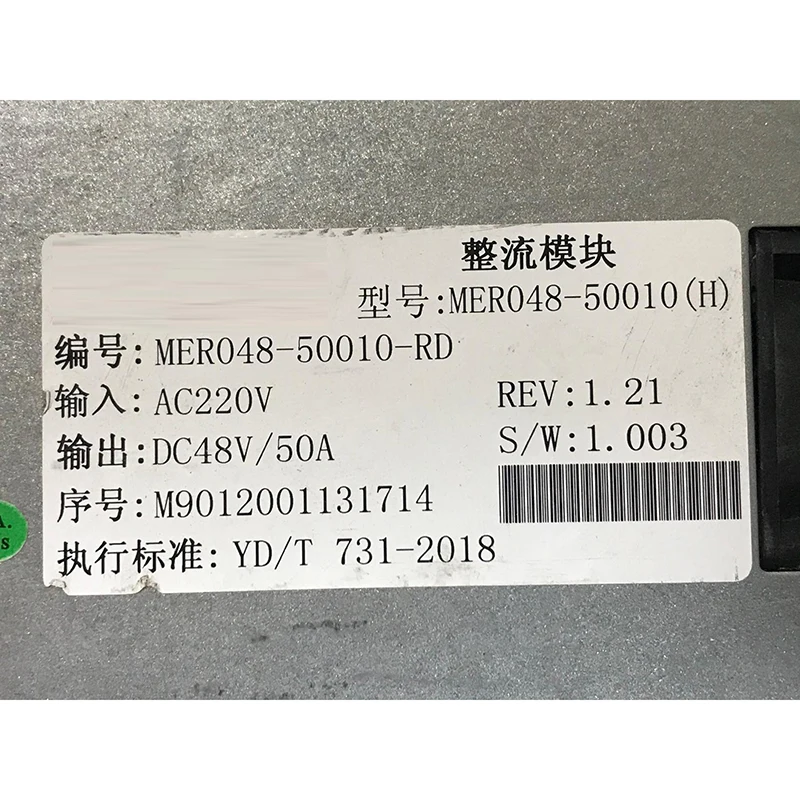 整流模块
型号:MER048-50010(H)
编号:MER048-50010-RD
输入:AC220V
REV:1.21
输出:DC48V/50A
S/W:1.003
序号:M9012001131714
执行标准:YD/T 731-2018
A.
s